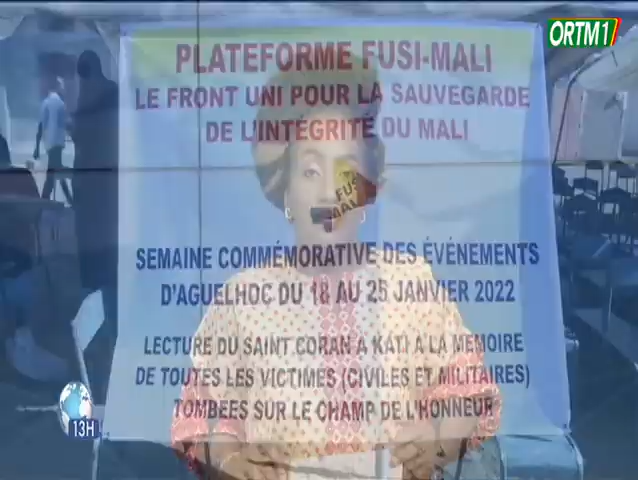 ORTM1
PLATEFORME FUSI-MALI
LE FRONT UNI POUR LA SAUVEGARDE
DE L'INTÉGRITÉ DU MALI
FUSI
MALI
SEMAINE COMMÉMORATIVE DES ÉVÉNEMENTS
D'AGUELHOC DU 18 AU 25 JANVIER 2022
LECTURE DU SAINT CORAN A KATI A LA MEMOIRE
DE TOUTES LES VICTIMES (CIVILES ET MILITAIRES)
TOMBÉES SUR LE CHAMP DE L'HONNEUR
13H